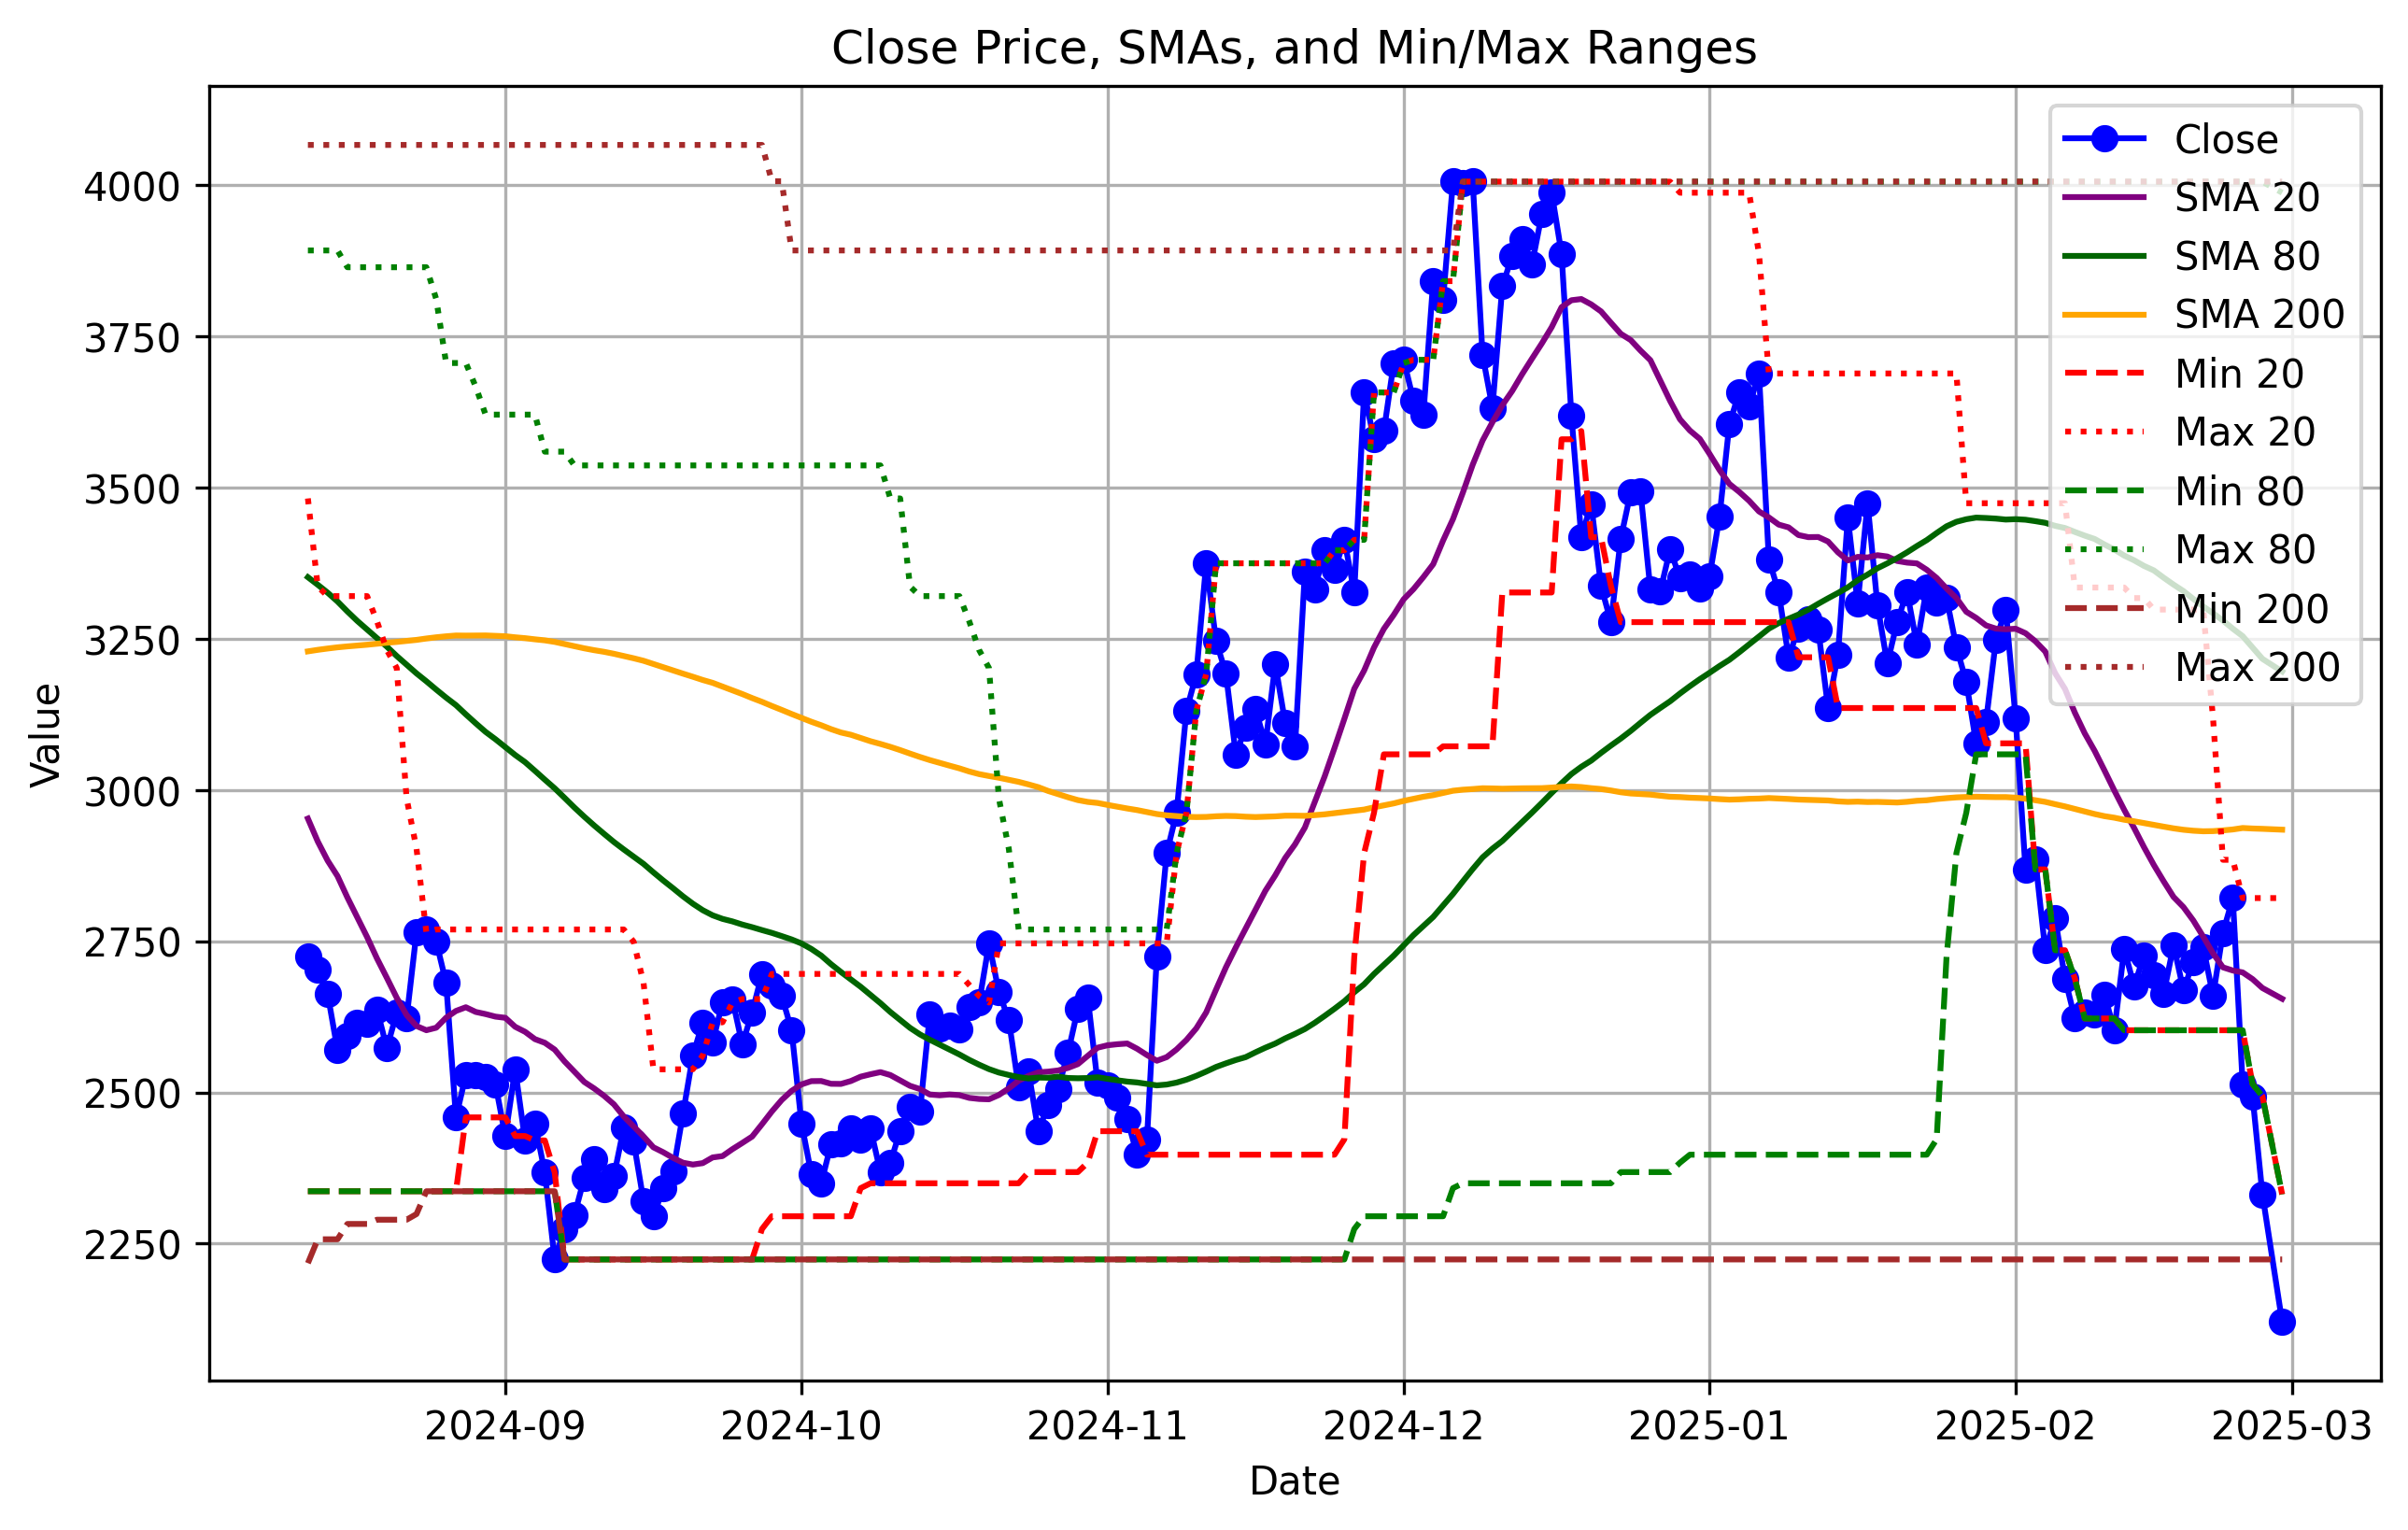 Close Price, SMAs, and Min/Max Ranges
Value
4000
3750
3500
3250
3000
2750
2500
2250
Close
SMA 20
SMA 80
SMA 200
Min 20
Max 20
Min 80
Max 80
Min 200
Max 200
2024-09 2024-10 2024-11 2024-12 2025-01 2025-02 2025-03
Date